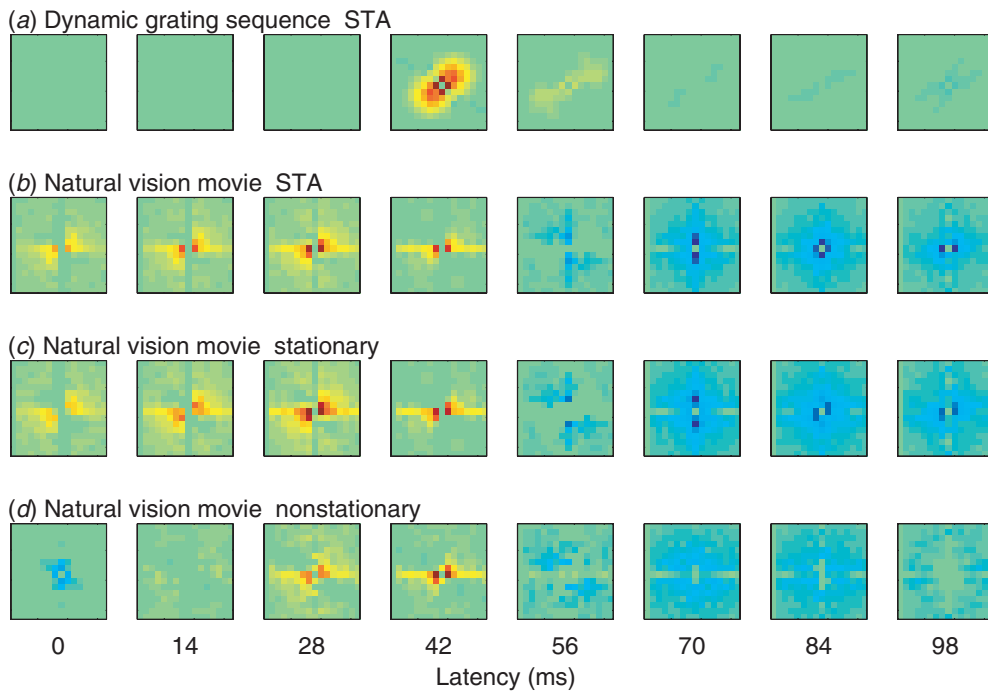 (a) Dynamic grating sequence STA
(b) Natural vision movie STA
(c) Natural vision movie stationary
(d) Natural vision movie nonstationary
0 14 28 42 56 70 84 98
Latency (ms)